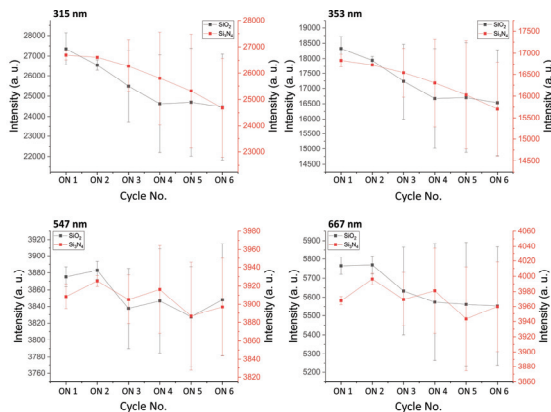 315 nm
SiO₂
Si₃N₄
Intensity (a. u.)
28000
27000
26000
25000
24000
23000
22000
27000
26000
25000
24000
23000
ON 1 ON 2 ON 3 ON 4 ON 5 ON 6
Cycle No.
Intensity (a. u.)
353 nm
SiO₂
Si₃N₄
Intensity (a. u.)
19000
18500
18000
17500
17000
16500
16000
15500
15000
14500
17000
16500
16000
15500
15000
14500
ON 1 ON 2 ON 3 ON 4 ON 5 ON 6
Cycle No.
Intensity (a. u.)
547 nm
SiO₂
Si₃N₄
Intensity (a. u.)
3920
3900
3880
3860
3840
3820
3800
3780
3760
3980
3960
3940
3920
3900
3880
3860
3840
3820
ON 1 ON 2 ON 3 ON 4 ON 5 ON 6
Cycle No.
Intensity (a. u.)
667 nm
SiO₂
Si₃N₄
Intensity (a. u.)
5900
5800
5700
5600
5500
5400
5300
5200
4060
4040
4020
4000
3980
3960
3940
3920
3900
3000
ON 1 ON 2 ON 3 ON 4 ON 5 ON 6
Cycle No.
Intensity (a. u.)